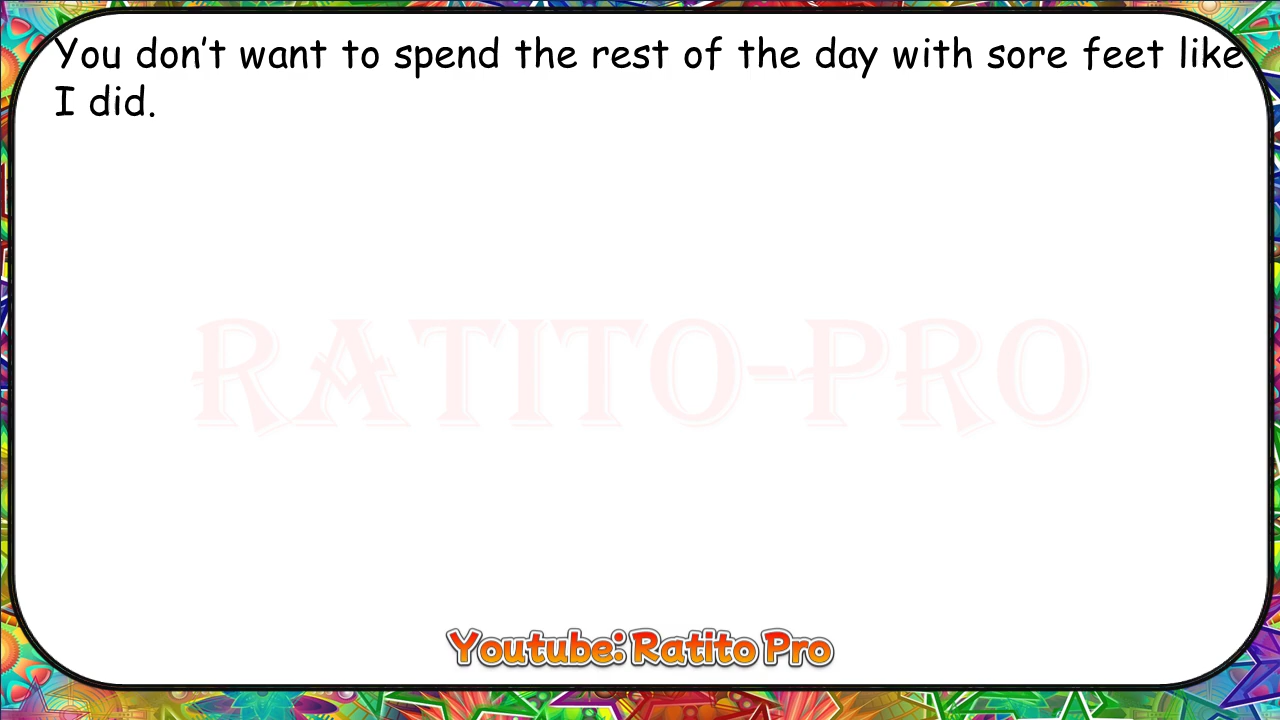 You don't want to spend the rest of the day with sore feet like
I did.
RATITO-PRO
Youtube: Ratito Pro